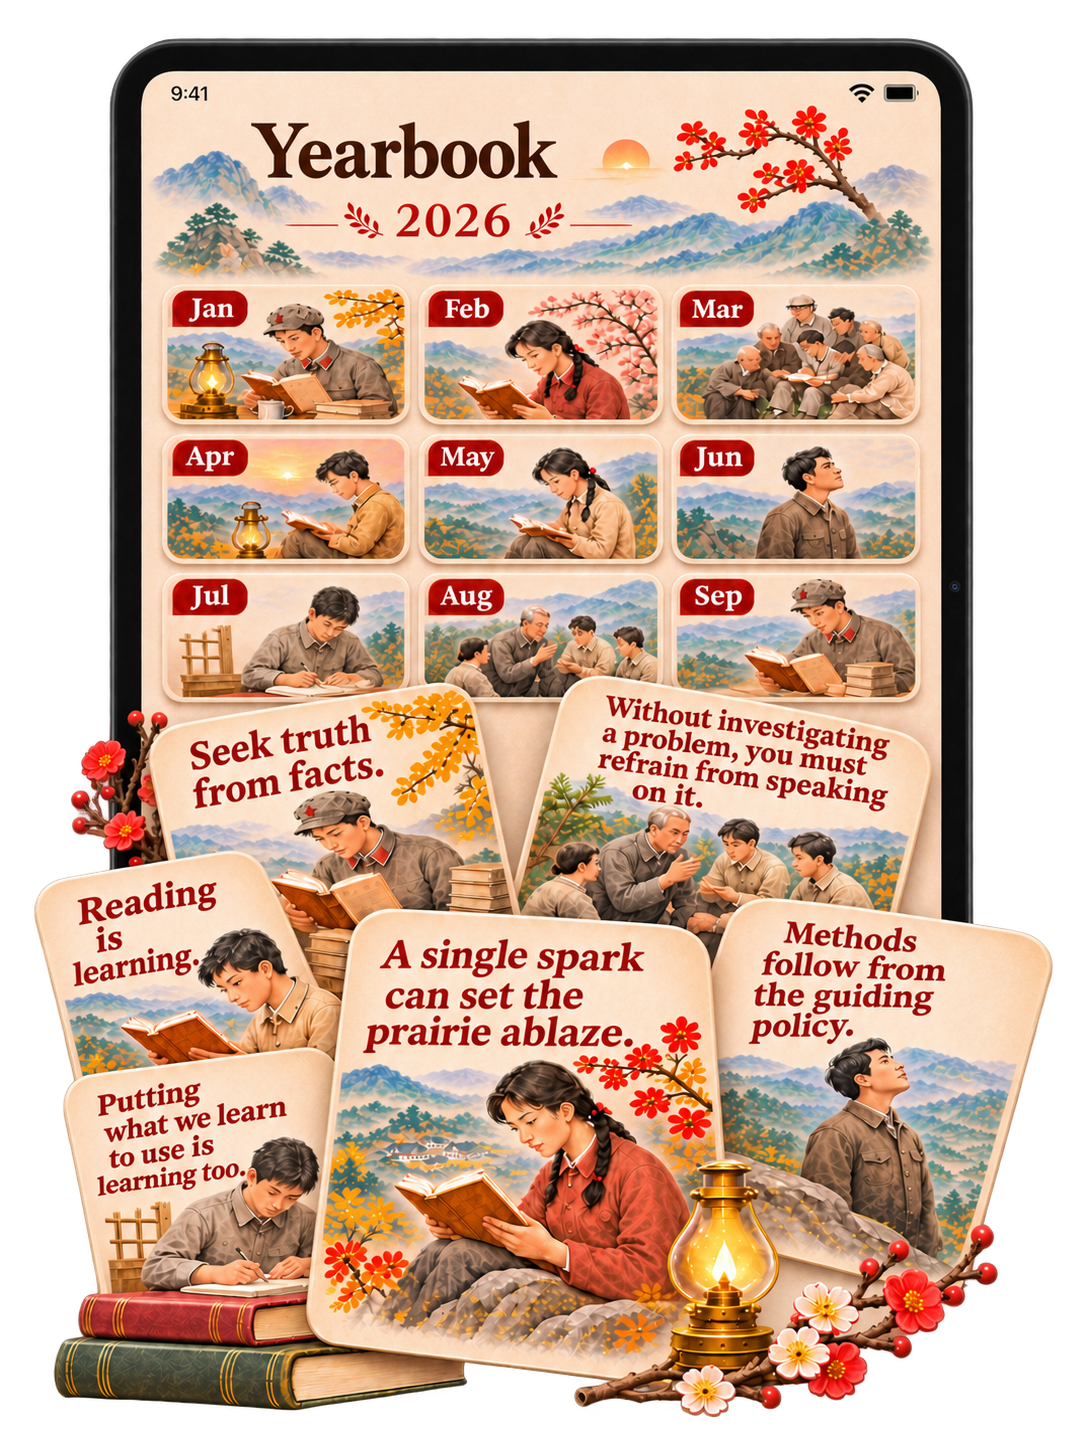 9:41
Yearbook
2026
Jan
Feb
Mar
Apr
May
Jun
Jul
Aug
Sep
Seek truth
from facts.
Without investigating
a problem, you must
refrain from speaking
on it.
Reading
is
learning.
A single spark
can set the
prairie ablaze.
Methods
follow from
the guiding
policy.
Putting
what we learn
to use is
learning too.